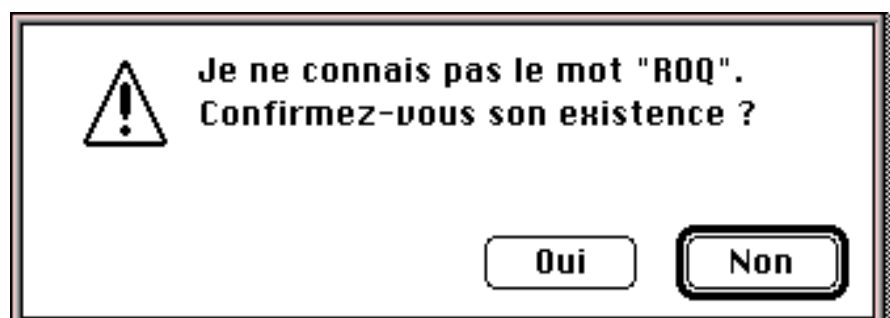 Je ne connais pas le mot "ROQ".
Confirmez-vous son existence ?
Oui Non